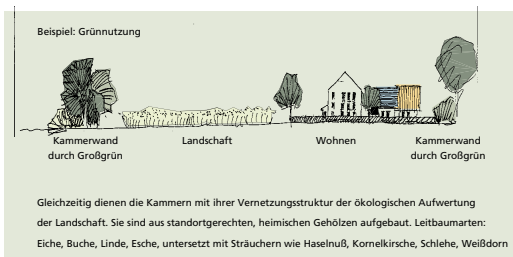 Beispiel: Grünnutzung
Kammerwand
durch Großgrün
Landschaft
Wohnen
Kammerwand
durch Großgrün
Gleichzeitig dienen die Kammern mit ihrer Vernetzungsstruktur der ökologischen Aufwertung
der Landschaft. Sie sind aus standortgerechten, heimischen Gehölzen aufgebaut. Leitbaumarten:
Eiche, Buche, Linde, Esche, untersetzt mit Sträuchern wie Haselnuß, Kornelkirsche, Schlehe, Weißdorn